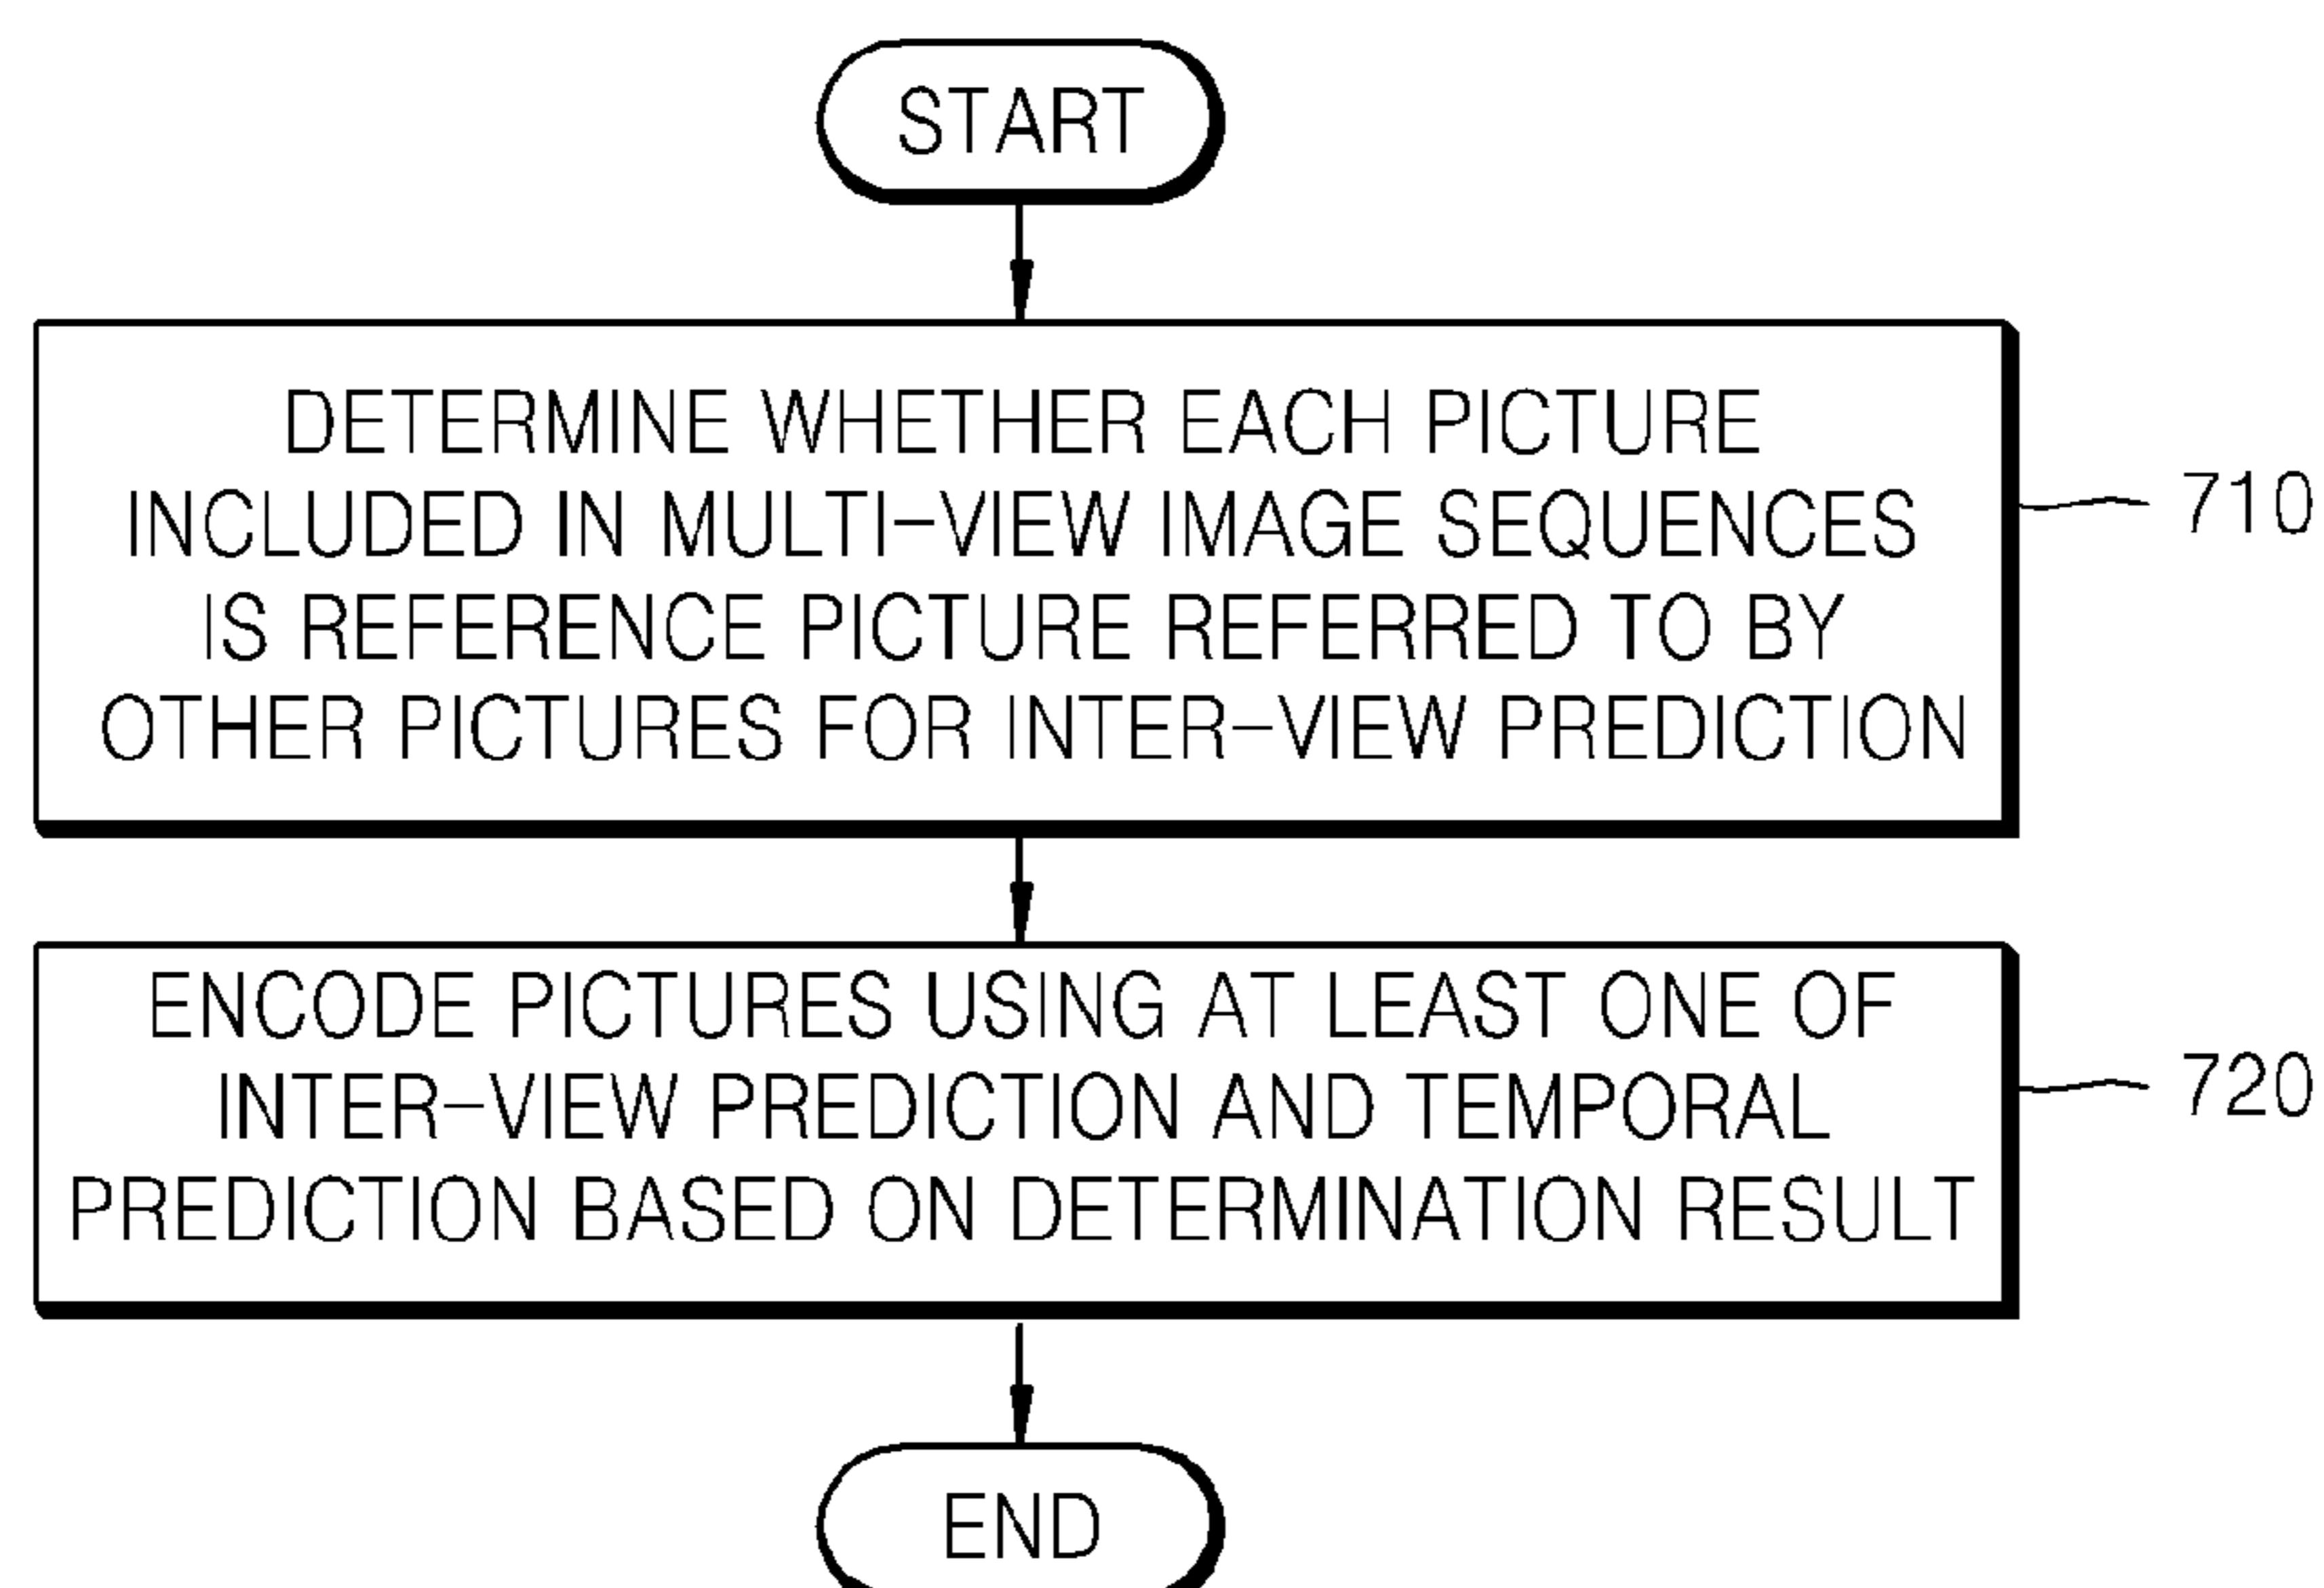 START
DETERMINE WHETHER EACH PICTURE
INCLUDED IN MULTI-VIEW IMAGE SEQUENCES
IS REFERENCE PICTURE REFERRED TO BY
OTHER PICTURES FOR INTER-VIEW PREDICTION
710
ENCODE PICTURES USING AT LEAST ONE OF
INTER-VIEW PREDICTION AND TEMPORAL
PREDICTION BASED ON DETERMINATION RESULT
720
END